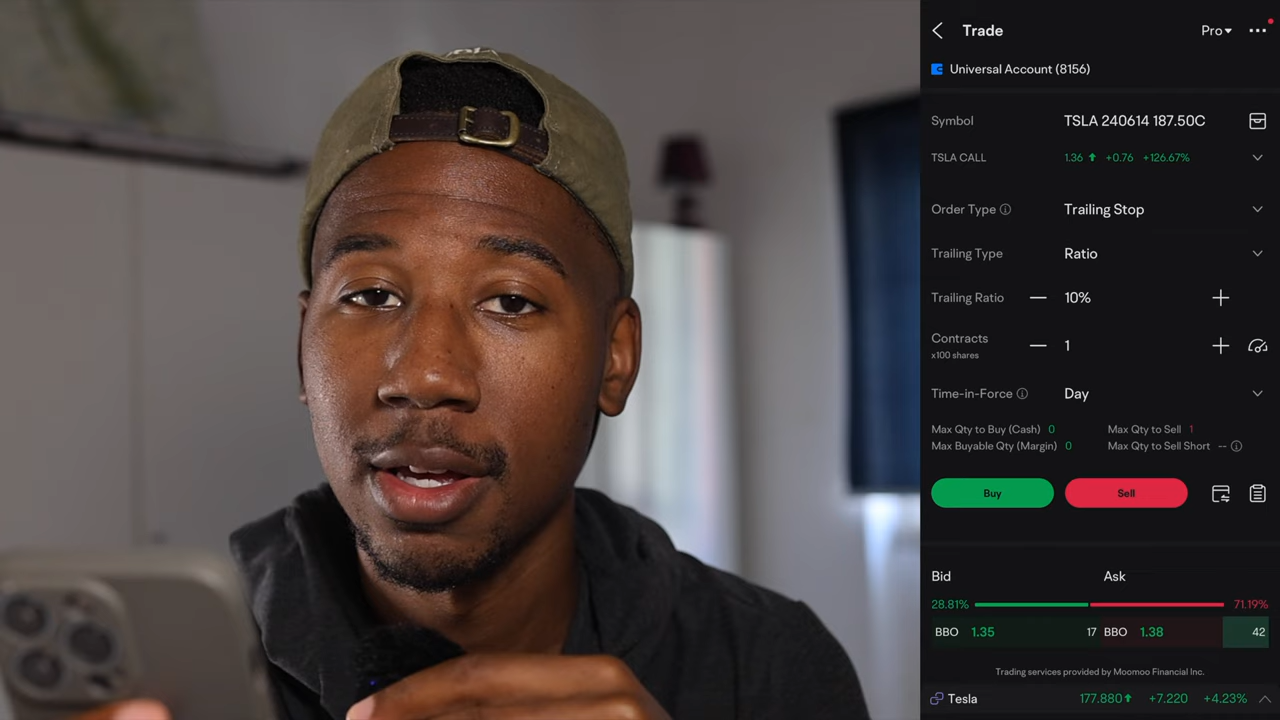 Trade
Pro
Universal Account (8156)
Symbol TSLA 240614 187.50C
TSLA CALL 1.36 +0.76 +126.67%
Order Type Trailing Stop
Trailing Type Ratio
Trailing Ratio — 10% +
Contracts — 1 +
x100 shares
Time-in-Force Day
Max Qty to Buy (Cash) 0 Max Qty to Sell 1
Max Buyable Qty (Margin) 0 Max Qty to Sell Short --
Buy Sell
Bid Ask
28.81% 71.19%
BBO 1.35 17 BBO 1.38 42
Trading services provided by Moomoo Financial Inc.
Tesla 177.880 +7.220 +4.23%